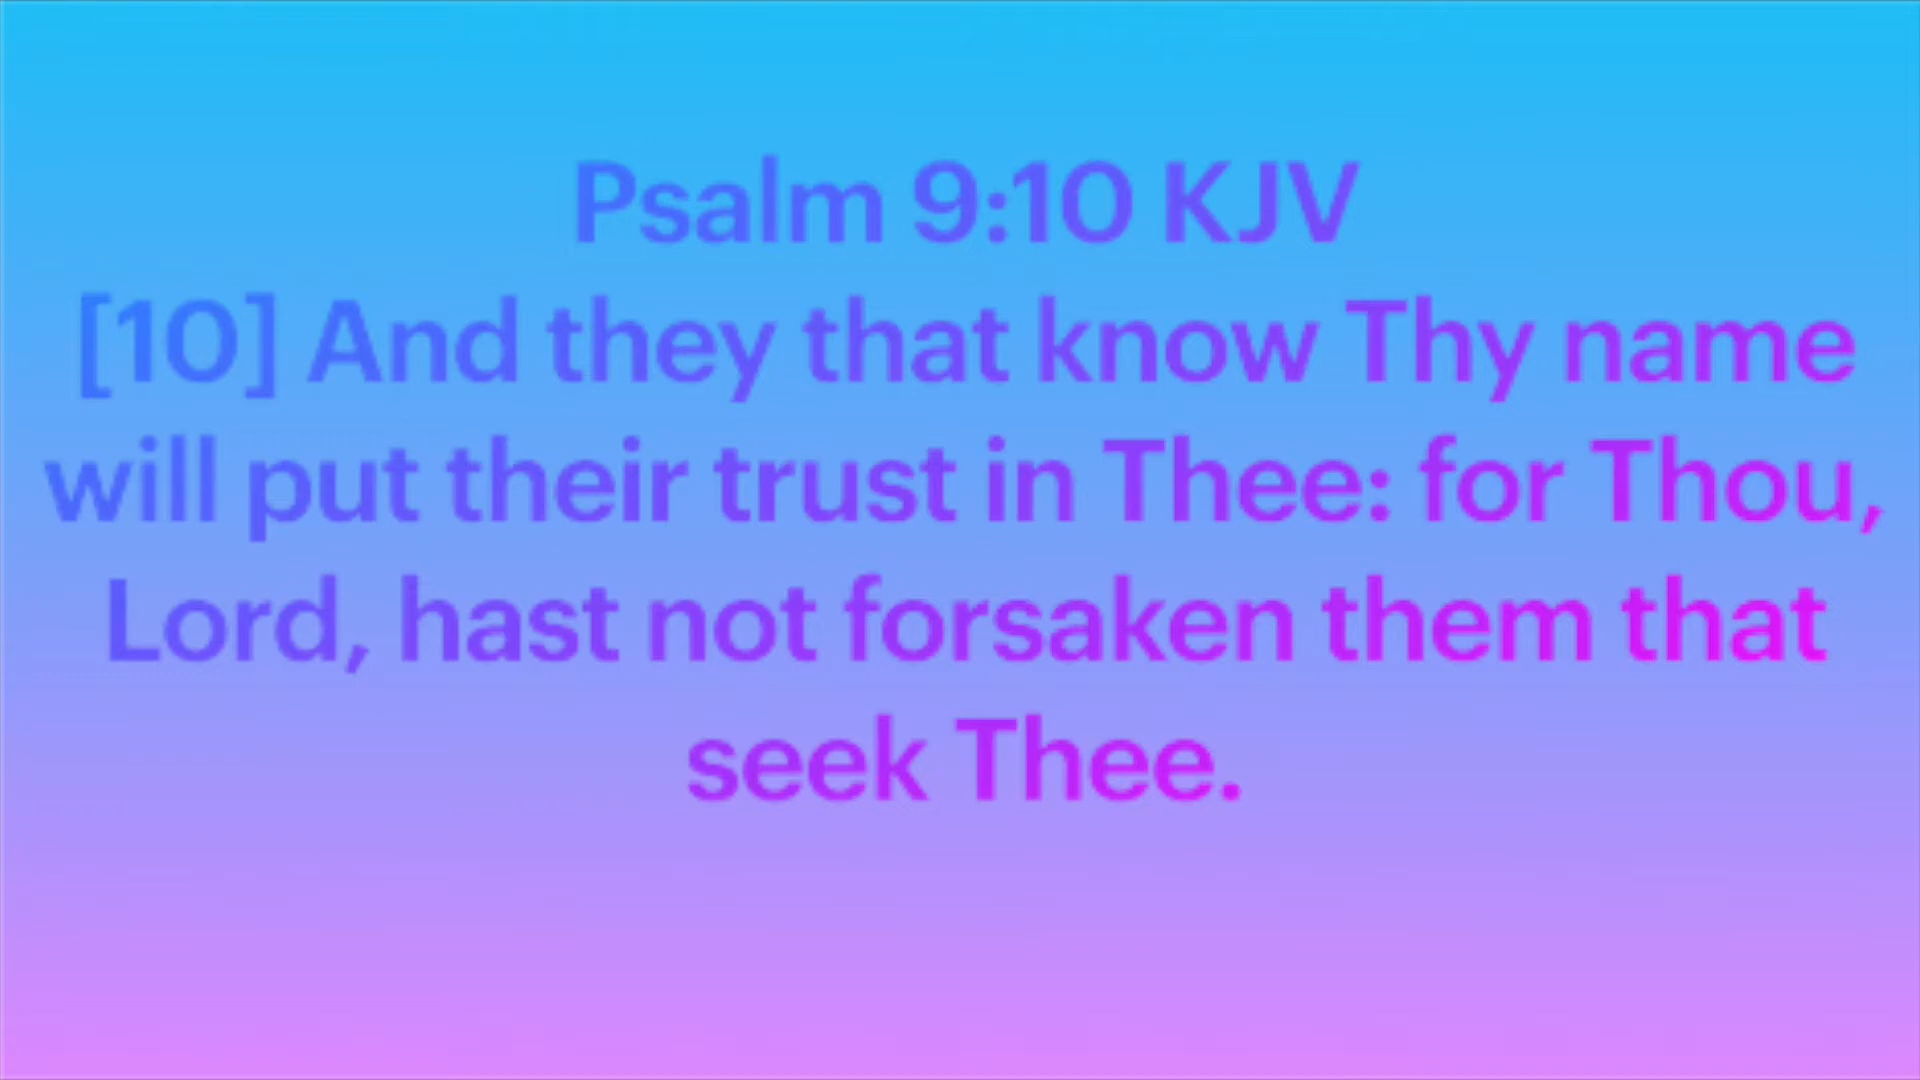 Psalm 9:10 KJV
[10] And they that know Thy name
will put their trust in Thee: for Thou,
Lord, hast not forsaken them that
seek Thee.